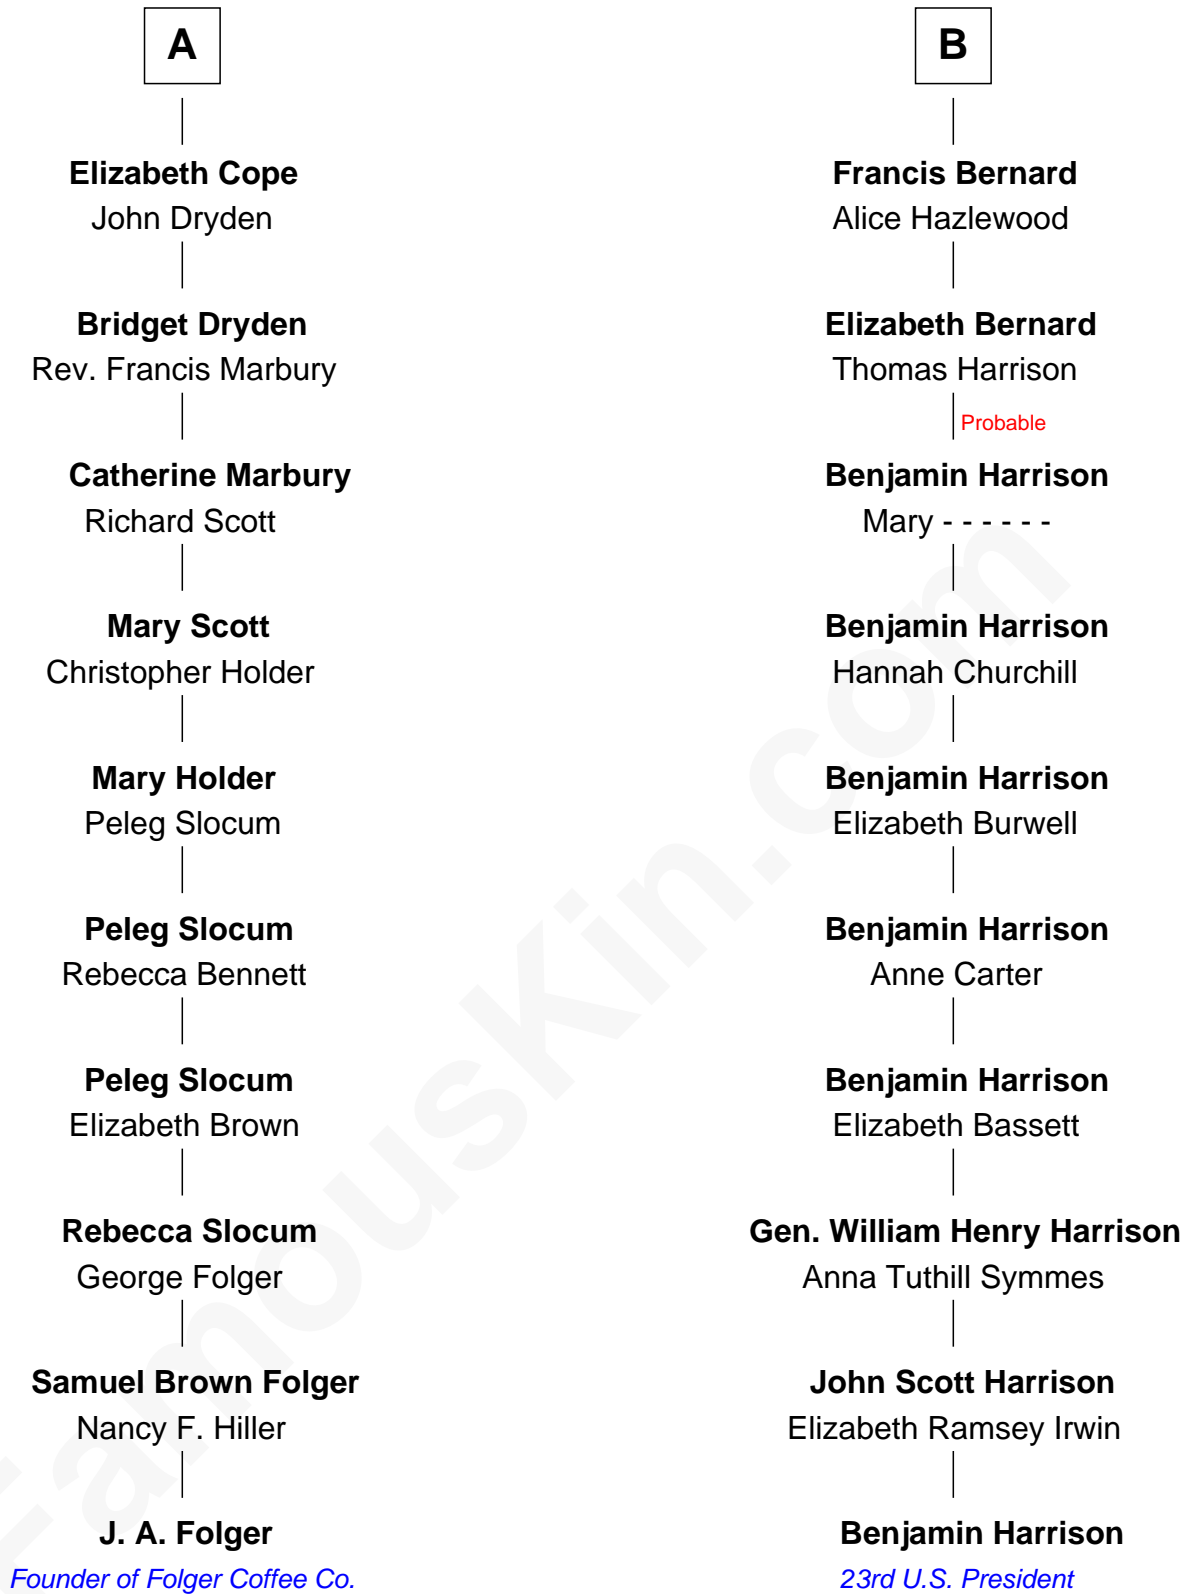 A
B
Elizabeth Cope
John Dryden
Francis Bernard
Alice Hazlewood
Bridget Dryden
Rev. Francis Marbury
Elizabeth Bernard
Thomas Harrison
Probable
Catherine Marbury
Richard Scott
Benjamin Harrison
Mary - - - - - -
Mary Scott
Christopher Holder
Benjamin Harrison
Hannah Churchill
Mary Holder
Peleg Slocum
Benjamin Harrison
Elizabeth Burwell
Peleg Slocum
Rebecca Bennett
Benjamin Harrison
Anne Carter
Peleg Slocum
Elizabeth Brown
Benjamin Harrison
Elizabeth Bassett
Rebecca Slocum
George Folger
Gen. William Henry Harrison
Anna Tuthill Symmes
Samuel Brown Folger
Nancy F. Hiller
John Scott Harrison
Elizabeth Ramsey Irwin
J. A. Folger
Founder of Folger Coffee Co.
Benjamin Harrison
23rd U.S. President
FamousKin.com